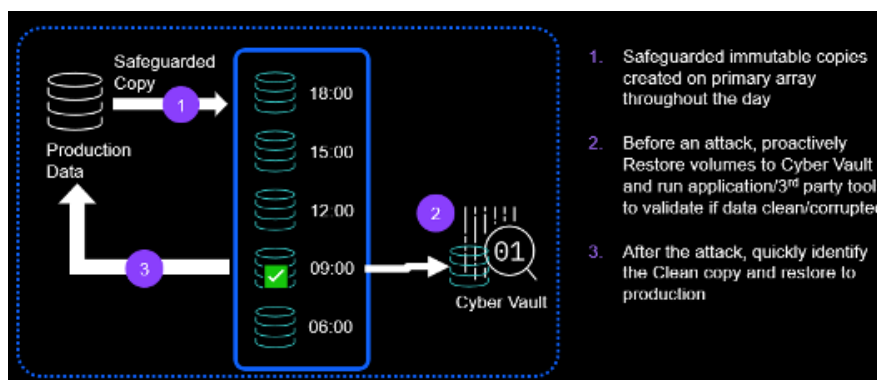 Safeguarded
Copy
1
Production
Data
3
18:00
15:00
12:00
09:00
06:00
2
01
Cyber Vault
1. Safeguarded immutable copies
created on primary array
throughout the day
2. Before an attack, proactively
Restore volumes to Cyber Vault
and run application/3rd party tool
to validate if data clean/corrupted
3. After the attack, quickly identify
the Clean copy and restore to
production